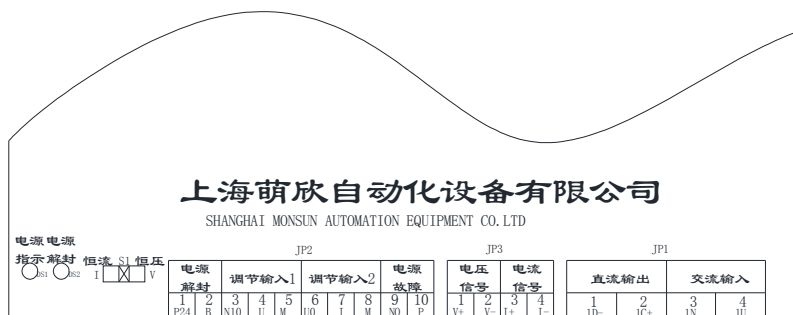 上海萌欣自动化设备有限公司
SHANGHAI MONSUN AUTOMATION EQUIPMENT CO.LTD
电源 电源
指示 解封 恒流 S1 恒压
DS1 DS2 I V
JP2 JP3 JP1
电源 解封 调节输入1 调节输入2 电源 故障 电压 信号 电流 信号 直流输出 交流输入
1 2 3 4 5 6 7 8 9 10 1 2 3 4 1 2 3 4
P24 B N10 U M U0 I M NO P V+ V- I+ I- 1D- 1C+ 1N 1U